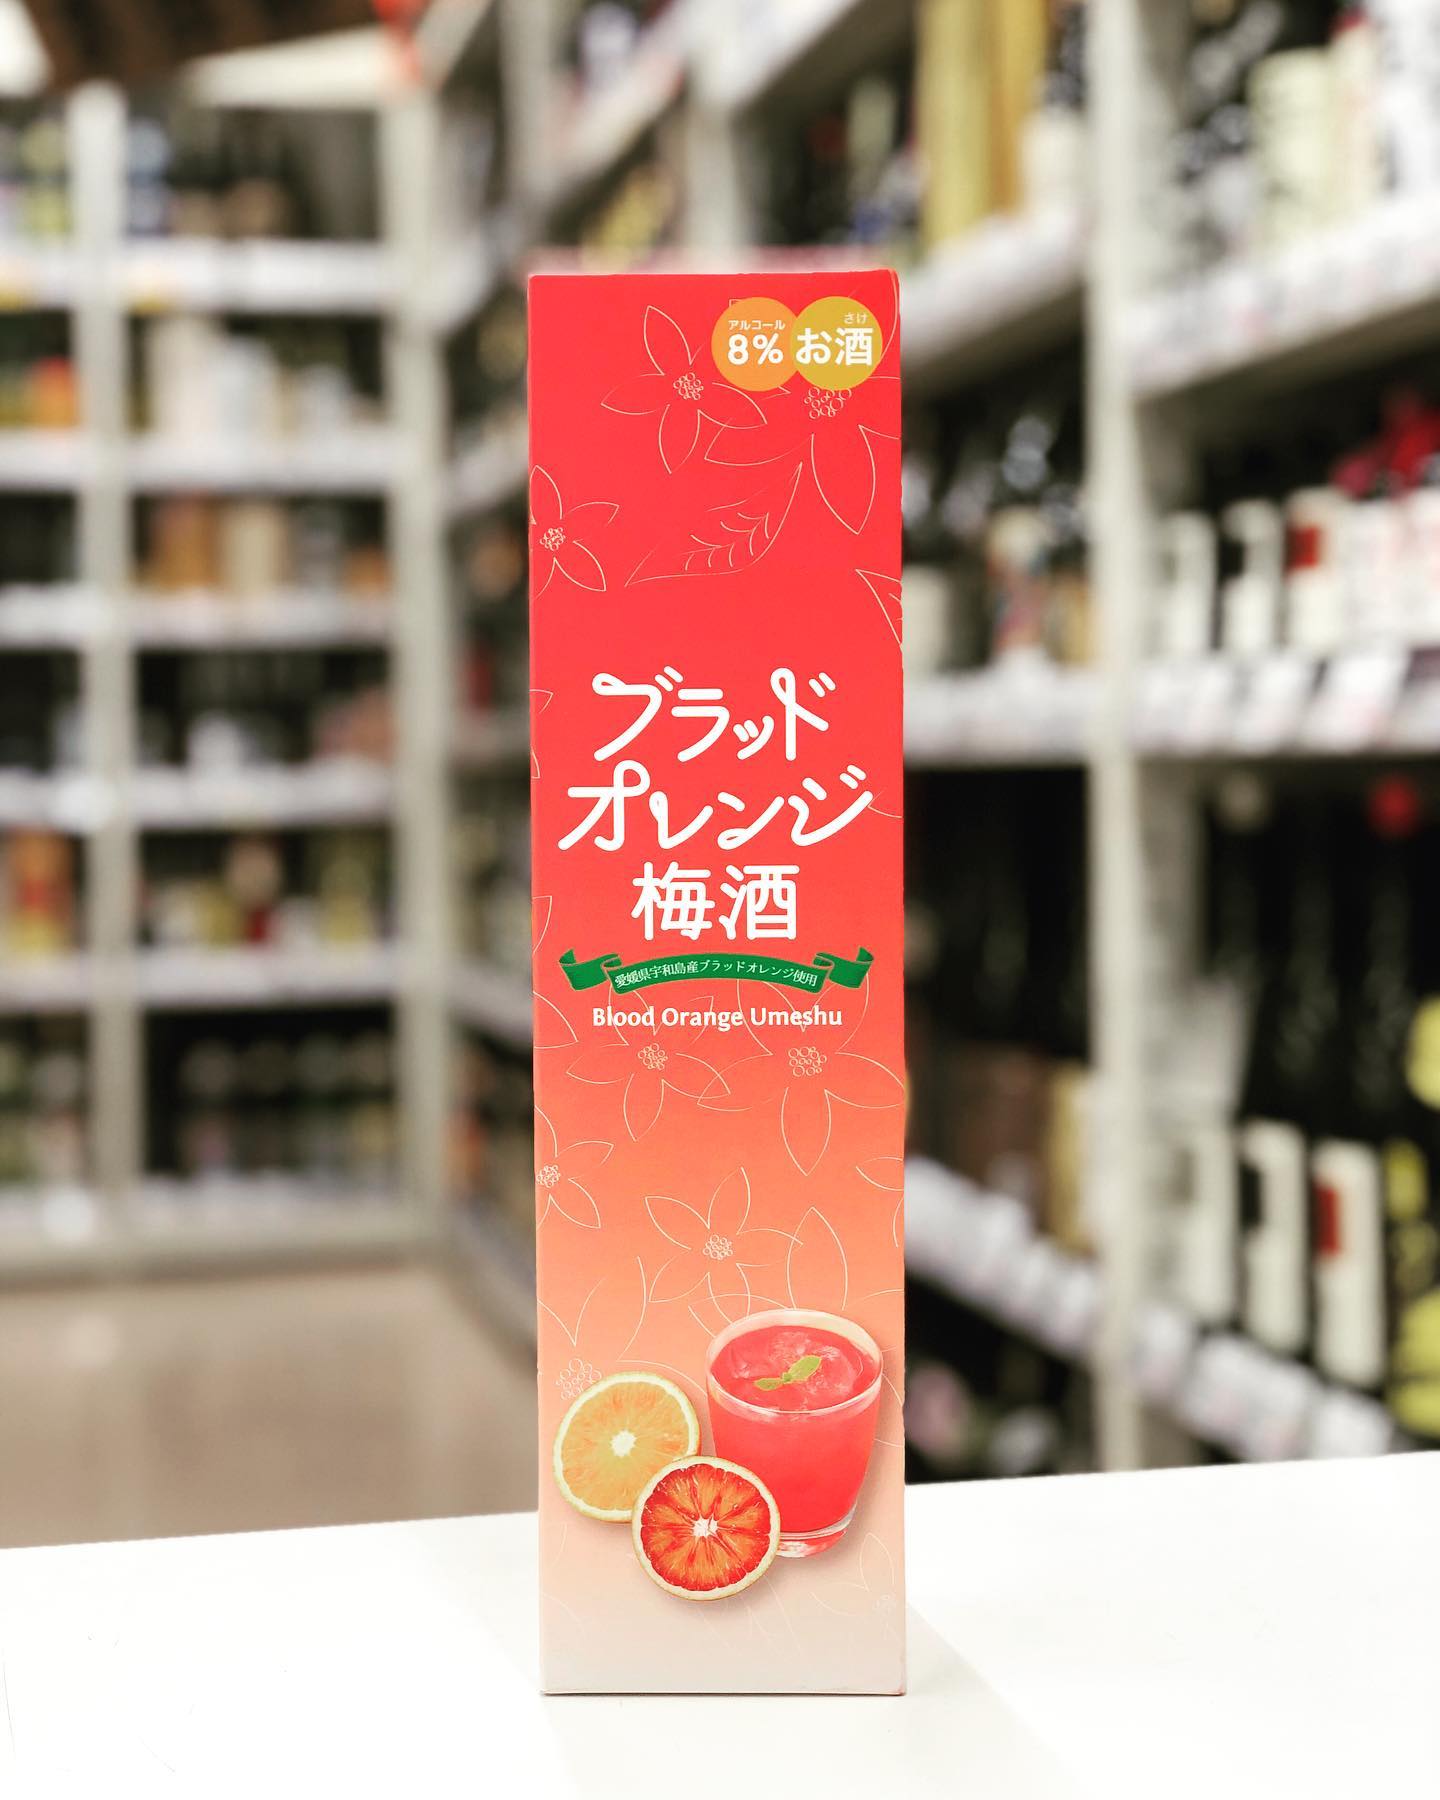 アルコール
8%
さけ
お酒
ブラッド
オレンジ
梅酒
愛媛県宇和島産ブラッドオレンジ使用
Blood Orange Umeshu